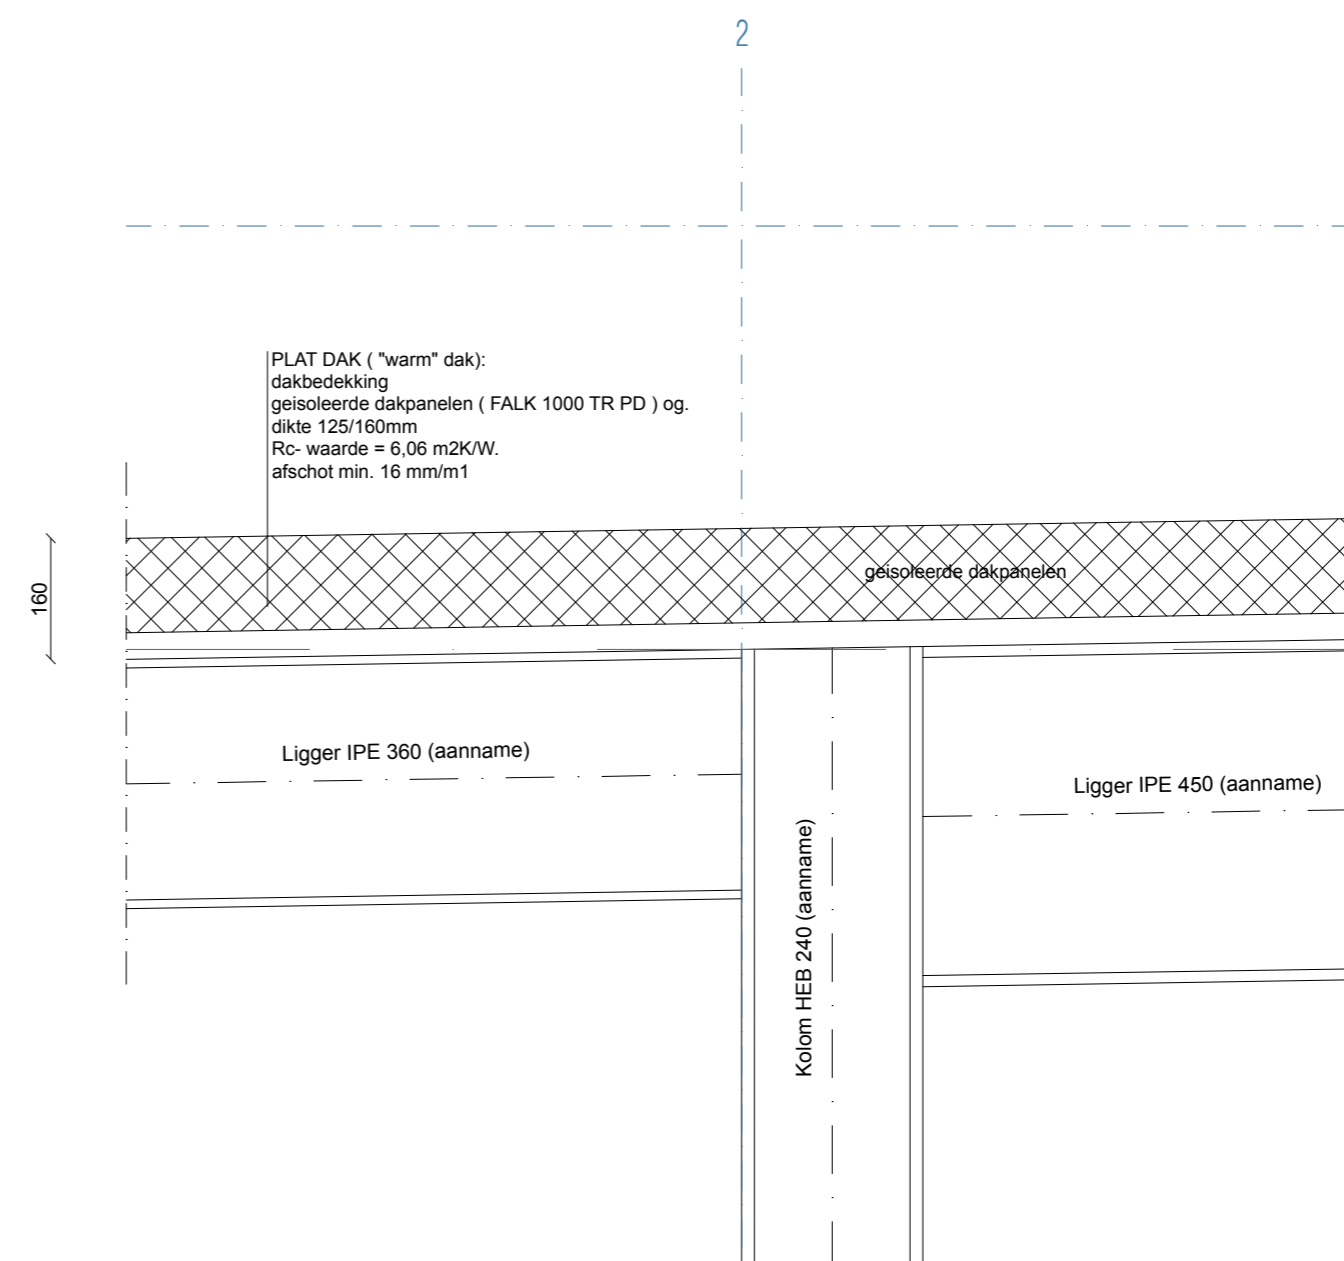 2
PLAT DAK ( "warm" dak):
dakbedekking
geisoleerde dakpanelen ( FALK 1000 TR PD ) og.
dikte 125/160mm
Rc- waarde = 6,06 m2K/W.
afschot min. 16 mm/m1
geisoleerde dakpanelen
160
Ligger IPE 360 (aanname)
Ligger IPE 450 (aanname)
Kolom HEB 240 (aanname)